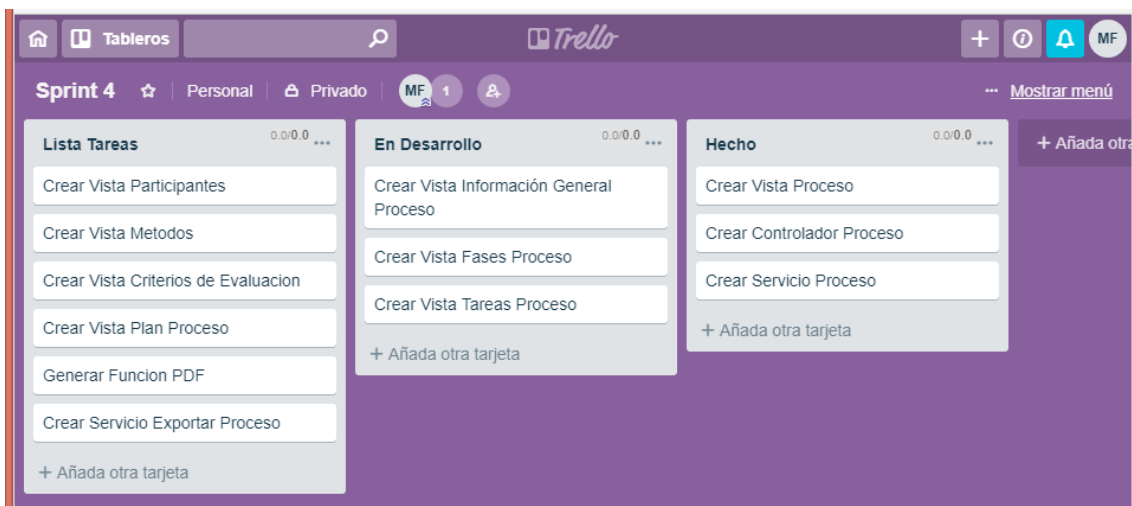 Tableros
Trello
MF
Sprint 4
Personal
Privado
MF
1
... Mostrar menú
Lista Tareas
0.0/0.0 ...
Crear Vista Participantes
Crear Vista Metodos
Crear Vista Criterios de Evaluacion
Crear Vista Plan Proceso
Generar Funcion PDF
Crear Servicio Exportar Proceso
+ Añada otra tarjeta
En Desarrollo
0.0/0.0 ...
Crear Vista Información General
Proceso
Crear Vista Fases Proceso
Crear Vista Tareas Proceso
+ Añada otra tarjeta
Hecho
0.0/0.0 ...
Crear Vista Proceso
Crear Controlador Proceso
Crear Servicio Proceso
+ Añada otra tarjeta
+ Añada otra